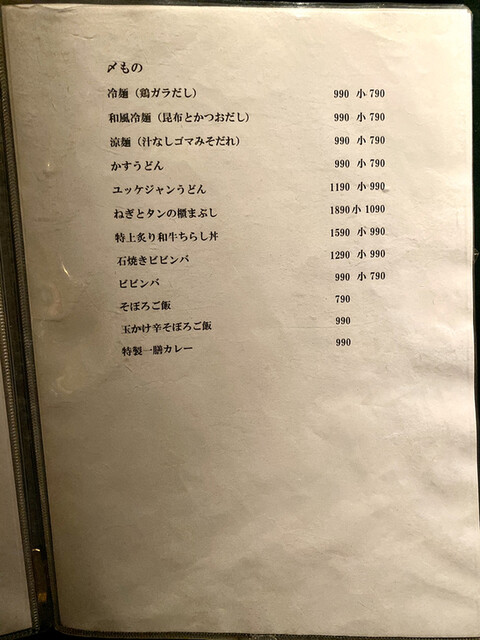 〆もの
冷麺（鶏ガラだし） 990 小 790
和風冷麺（昆布とかつおだし） 990 小 790
涼麺（汁なしゴマみそだれ） 990 小 790
かすうどん 990 小 790
ユッケジャンうどん 1190 小 990
ねぎとタンの櫃まぶし 1890 小 1090
特上炙り和牛ちらし丼 1590 小 990
石焼きビビンバ 1290 小 990
ビビンバ 990 小 790
そぼろご飯 790
玉かけ辛そぼろご飯 990
特製一膳カレー 990